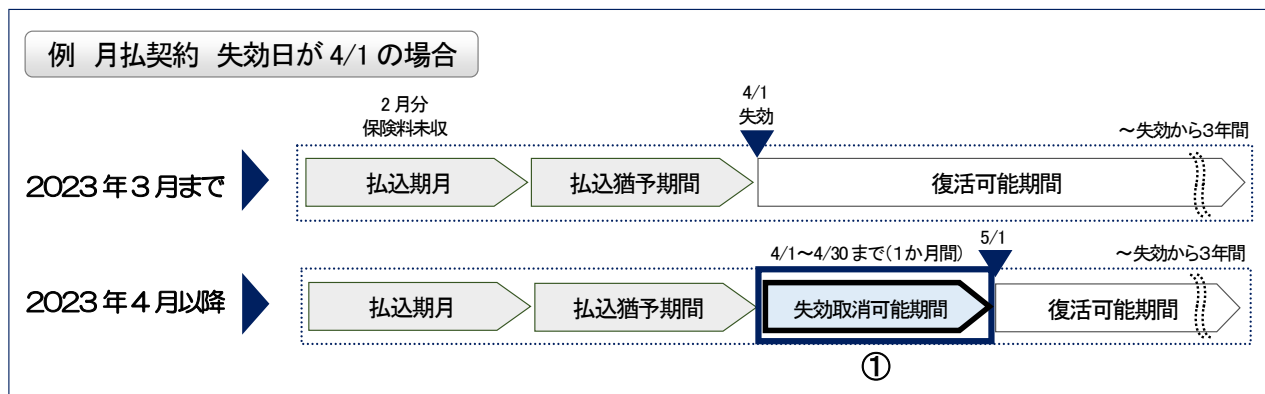 例 月払契約 失効日が 4/1 の場合
2 月分
保険料未収
4/1
失効
~失効から3年間
2023 年 3 月まで
払込期月
払込猶予期間
復活可能期間
4/1~4/30 まで(1か月間)
5/1
~失効から3年間
2023 年 4 月以降
払込期月
払込猶予期間
失効取消可能期間
復活可能期間
①